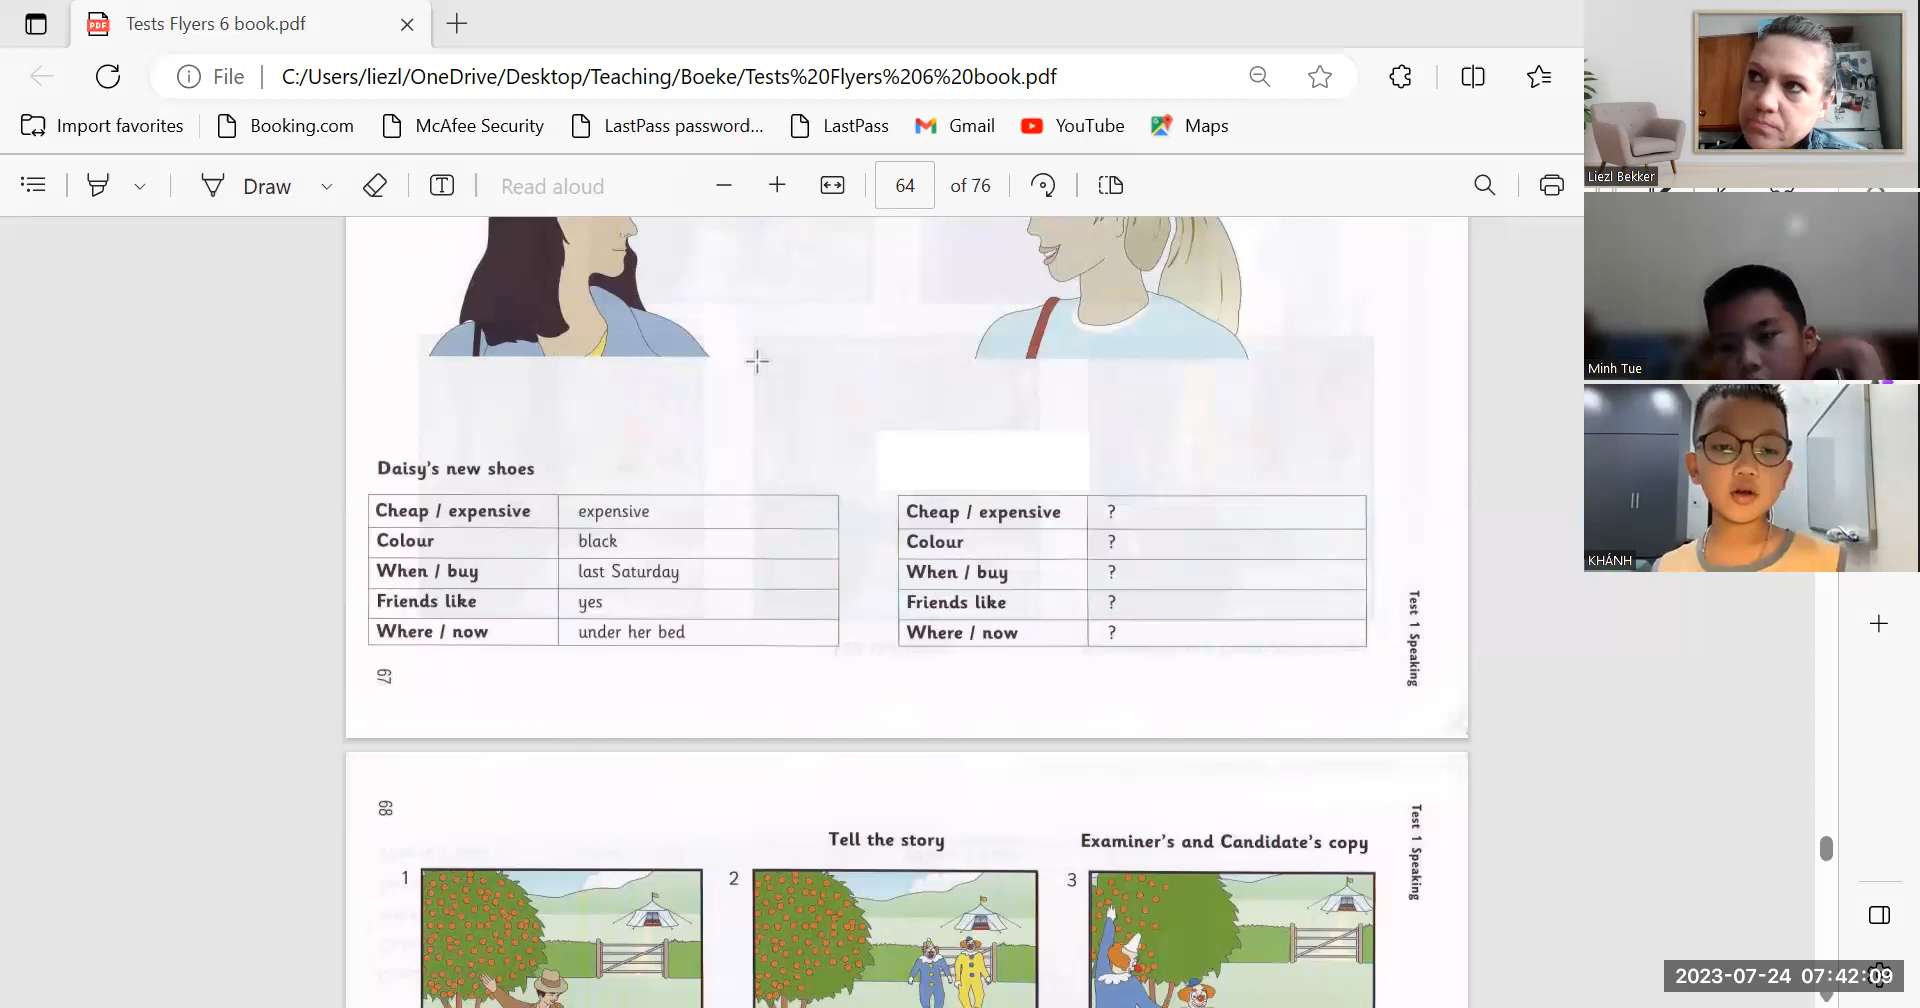 Tests Flyers 6 book.pdf
File
C:/Users/liezl/OneDrive/Desktop/Teaching/Boeke/Tests%20Flyers%206%20book.pdf
Import favorites
Booking.com
McAfee Security
LastPass password...
LastPass
Gmail
YouTube
Maps
Draw
Read aloud
64
of 76
Daisy's new shoes
Cheap / expensive expensive
Colour black
When / buy last Saturday
Friends like yes
Where / now under her bed
Cheap / expensive ?
Colour ?
When / buy ?
Friends like ?
Where / now ?
Test 1 Speaking
67
68
Tell the story
Examiner's and Candidate's copy
Test 1 Speaking
1
2
3
Liezl Bekker
Minh Tue
KHÁNH
2023-07-24 07:42:09